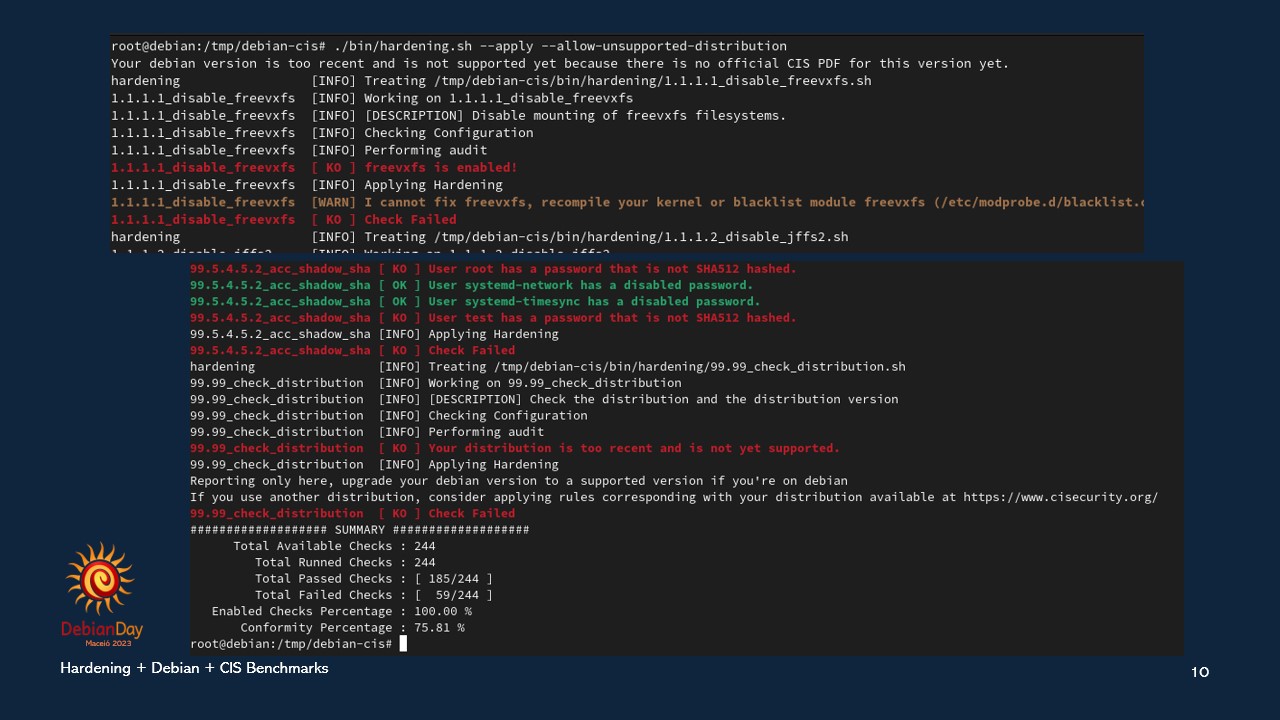 root@debian:/tmp/debian-cis# ./bin/hardening.sh --apply --allow-unsupported-distribution
Your debian version is too recent and is not supported yet because there is no official CIS PDF for this version yet.
hardening                 [INFO] Treating /tmp/debian-cis/bin/hardening/1.1.1.1_disable_freevxfs.sh
1.1.1.1_disable_freevxfs  [INFO] Working on 1.1.1.1_disable_freevxfs
1.1.1.1_disable_freevxfs  [INFO] [DESCRIPTION] Disable mounting of freevxfs filesystems.
1.1.1.1_disable_freevxfs  [INFO] Checking Configuration
1.1.1.1_disable_freevxfs  [INFO] Performing audit
1.1.1.1_disable_freevxfs  [ KO ] freevxfs is enabled!
1.1.1.1_disable_freevxfs  [INFO] Applying Hardening
1.1.1.1_disable_freevxfs  [WARN] I cannot fix freevxfs, recompile your kernel or blacklist module freevxfs (/etc/modprobe.d/blacklist.c
1.1.1.1_disable_freevxfs  [ KO ] Check Failed
hardening                 [INFO] Treating /tmp/debian-cis/bin/hardening/1.1.1.2_disable_jffs2.sh
1.1.1.2_disable_jffs2     [INFO] Working on 1.1.1.2_disable_jffs2
99.5.4.5.2_acc_shadow_sha [ KO ] User root has a password that is not SHA512 hashed.
99.5.4.5.2_acc_shadow_sha [ OK ] User systemd-network has a disabled password.
99.5.4.5.2_acc_shadow_sha [ OK ] User systemd-timesync has a disabled password.
99.5.4.5.2_acc_shadow_sha [ KO ] User test has a password that is not SHA512 hashed.
99.5.4.5.2_acc_shadow_sha [INFO] Applying Hardening
99.5.4.5.2_acc_shadow_sha [ KO ] Check Failed
hardening                 [INFO] Treating /tmp/debian-cis/bin/hardening/99.99_check_distribution.sh
99.99_check_distribution  [INFO] Working on 99.99_check_distribution
99.99_check_distribution  [INFO] [DESCRIPTION] Check the distribution and the distribution version
99.99_check_distribution  [INFO] Checking Configuration
99.99_check_distribution  [INFO] Performing audit
99.99_check_distribution  [ KO ] Your distribution is too recent and is not yet supported.
99.99_check_distribution  [INFO] Applying Hardening
Reporting only here, upgrade your debian version to a supported version if you're on debian
If you use another distribution, consider applying rules corresponding with your distribution available at https://www.cisecurity.org/
99.99_check_distribution  [ KO ] Check Failed
################### SUMMARY ###################
Total Available Checks : 244
Total Runned Checks : 244
Total Passed Checks : [ 185/244 ]
Total Failed Checks : [  59/244 ]
Enabled Checks Percentage : 100.00 %
Conformity Percentage : 75.81 %
root@debian:/tmp/debian-cis#
DebianDay
Maceió 2023
Hardening + Debian + CIS Benchmarks
10